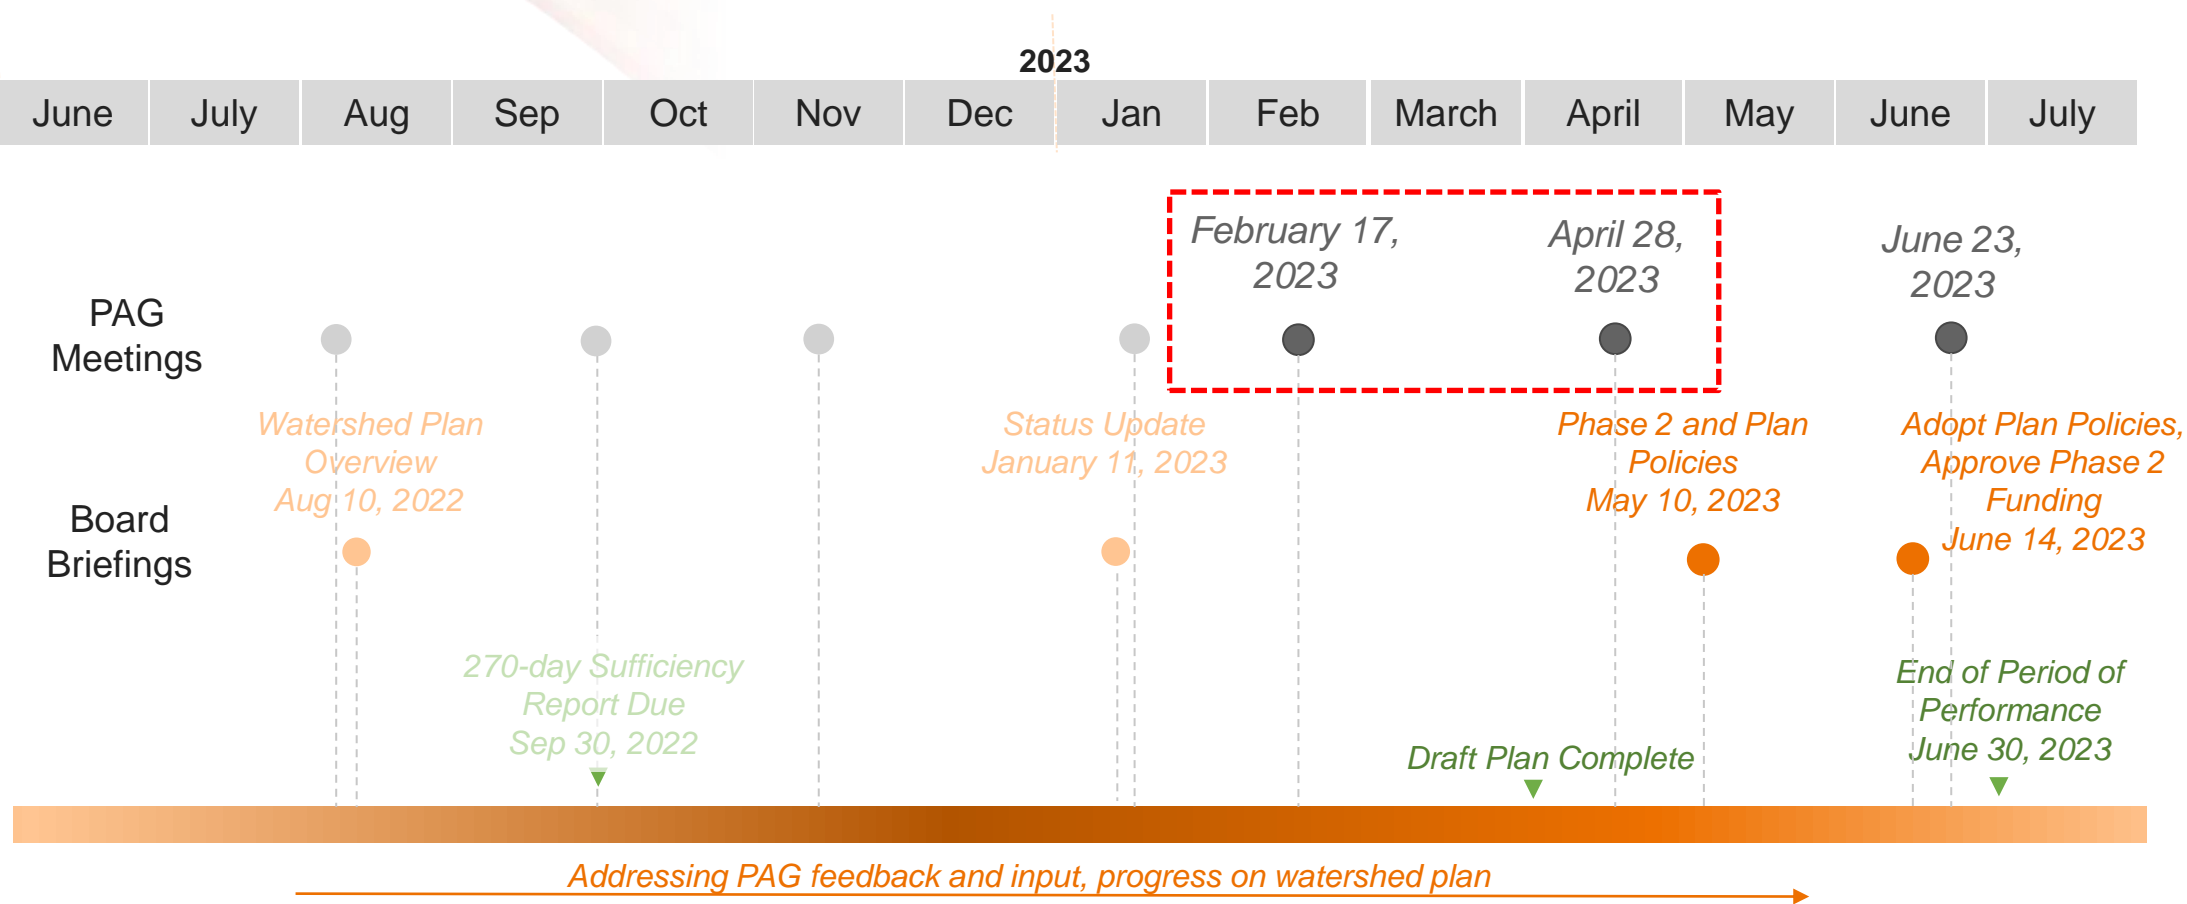 2023
June July Aug Sep Oct Nov Dec Jan Feb March April May June July
February 17,
2023
April 28,
2023
June 23,
2023
PAG
Meetings
Watershed Plan
Overview
Aug 10, 2022
Status Update
January 11, 2023
Phase 2 and Plan
Policies
May 10, 2023
Adopt Plan Policies,
Approve Phase 2
Funding
June 14, 2023
Board
Briefings
270-day Sufficiency
Report Due
Sep 30, 2022
Draft Plan Complete
End of Period of
Performance
June 30, 2023
Addressing PAG feedback and input, progress on watershed plan